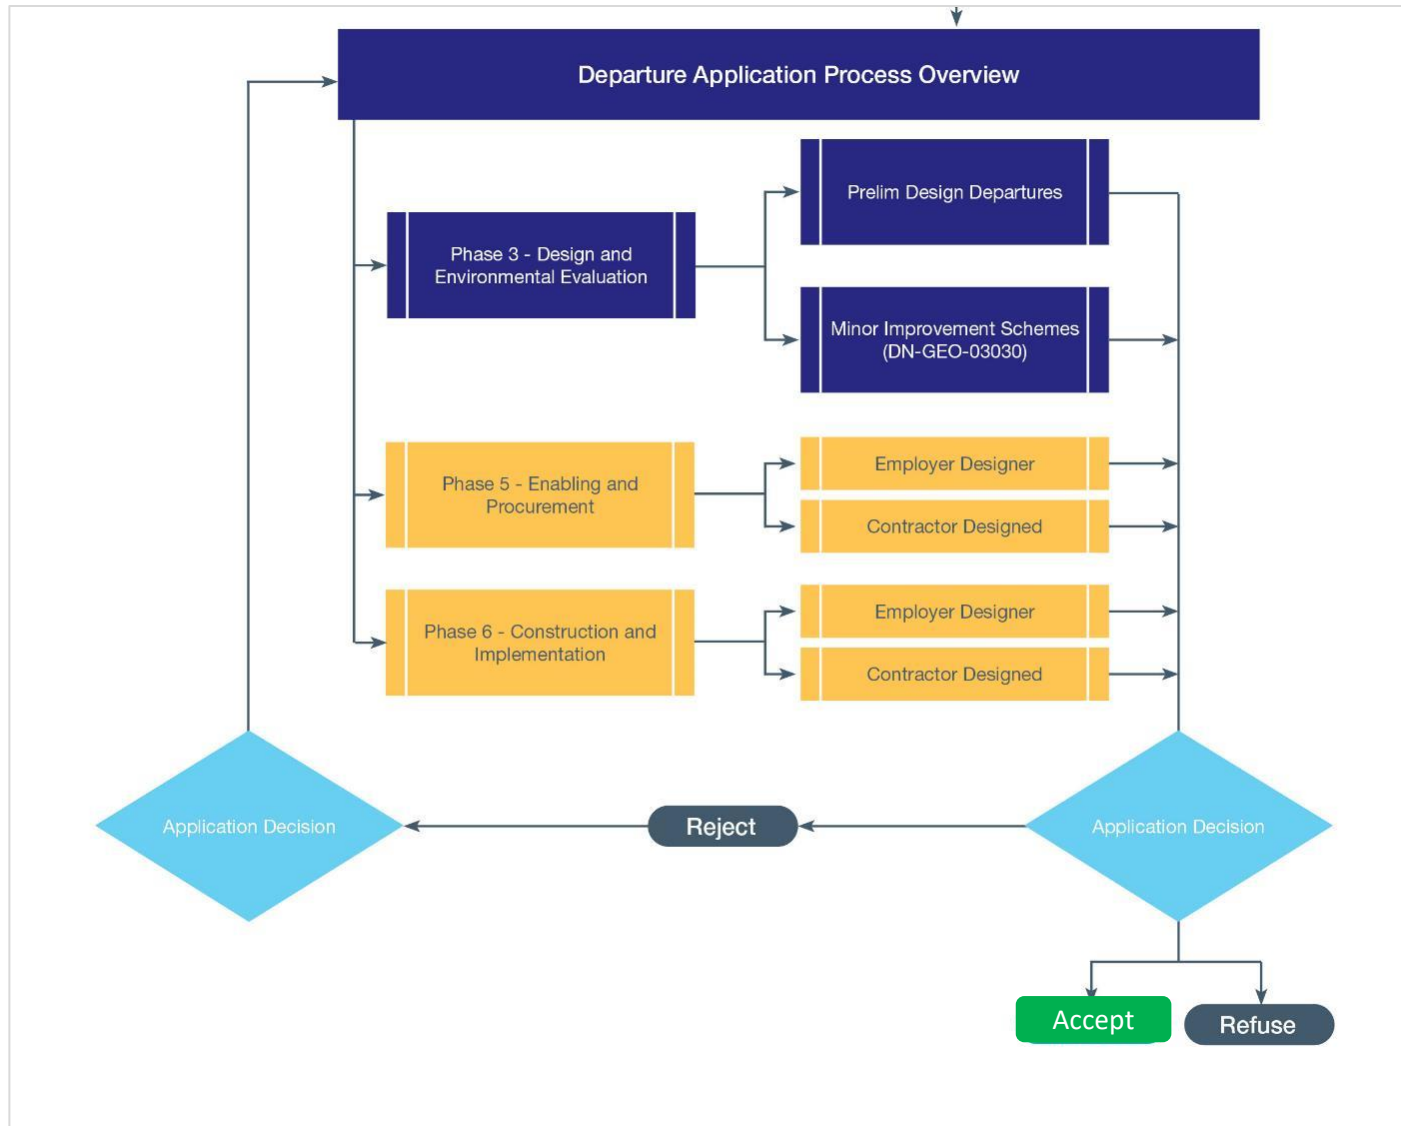 Departure Application Process Overview
Prelim Design Departures
Phase 3 - Design and
Environmental Evaluation
Minor Improvement Schemes
(DN-GEO-03030)
Phase 5 - Enabling and
Procurement
Employer Designer
Contractor Designed
Phase 6 - Construction and
Implementation
Employer Designer
Contractor Designed
Application Decision
Reject
Application Decision
Accept
Refuse